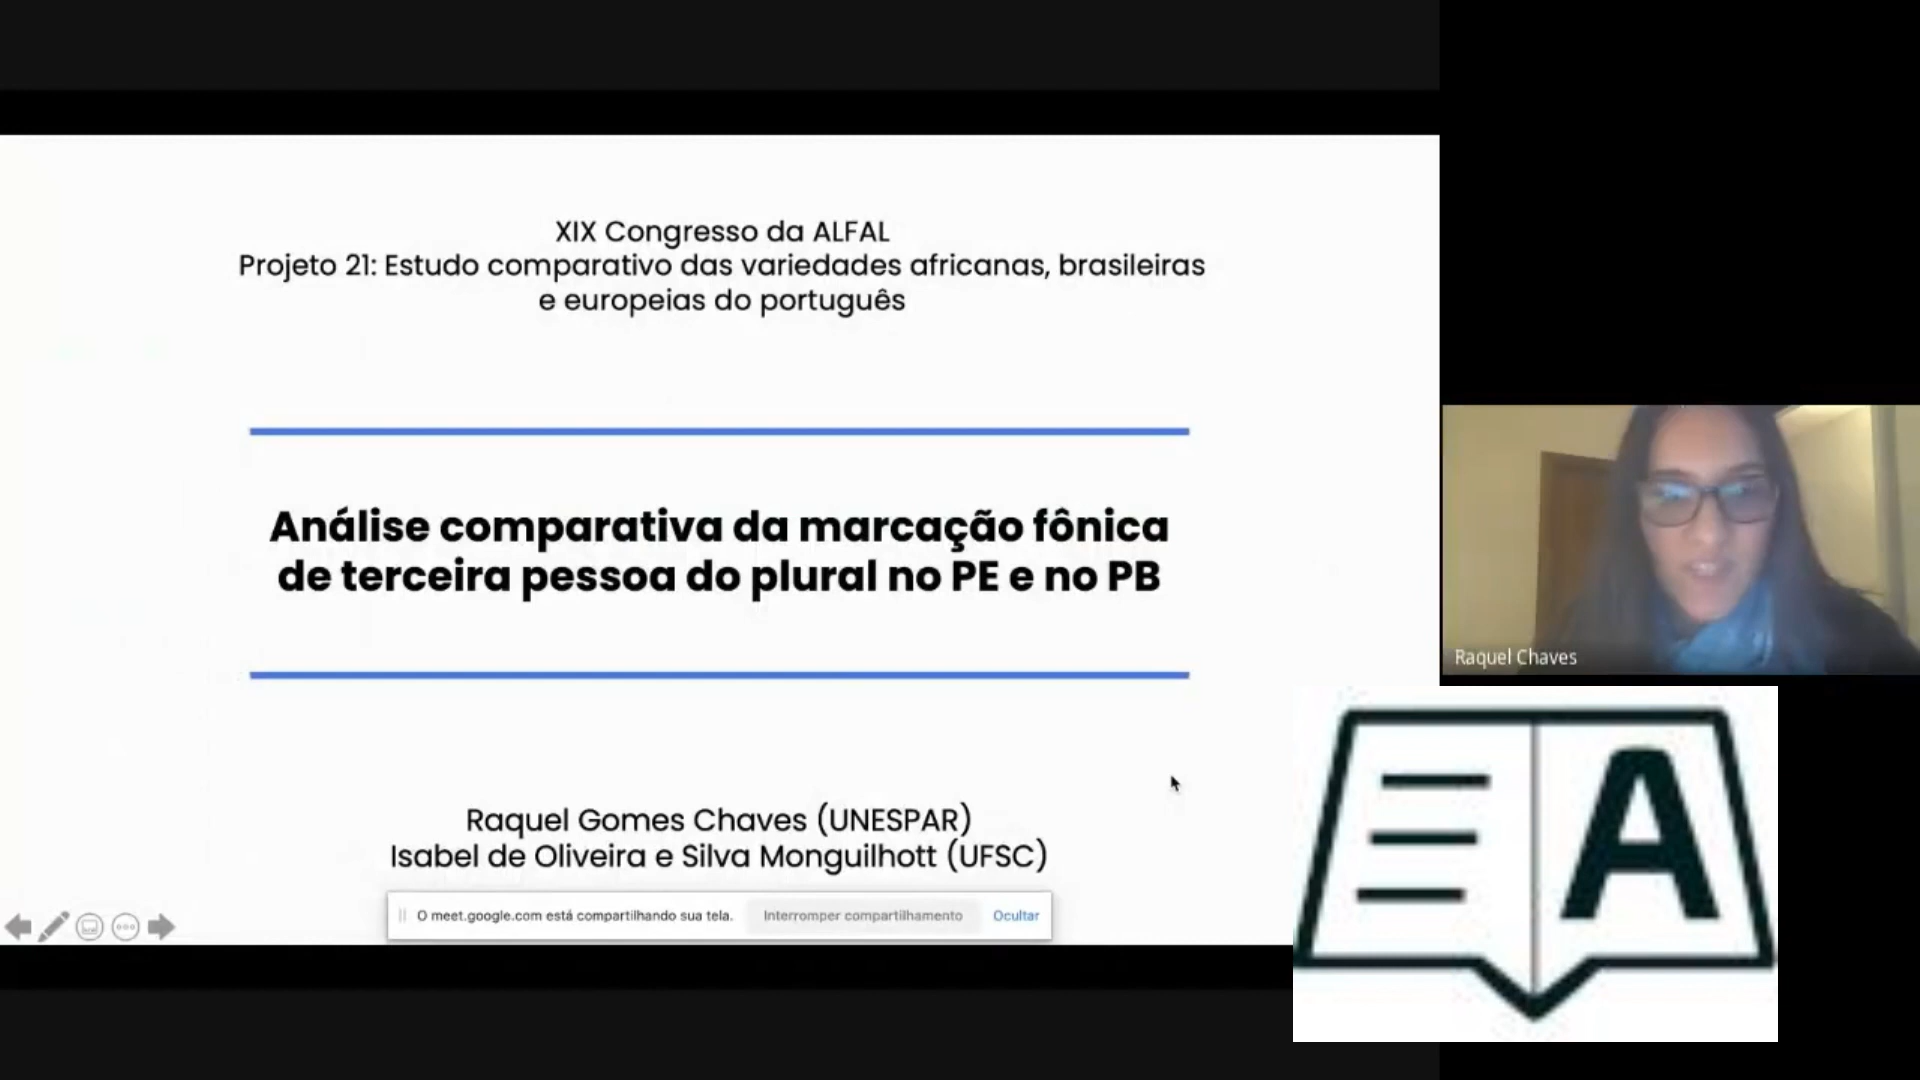 XIX Congresso da ALFAL
Projeto 21: Estudo comparativo das variedades africanas, brasileiras
e europeias do português
Análise comparativa da marcação fônica
de terceira pessoa do plural no PE e no PB
Raquel Gomes Chaves (UNESPAR)
Isabel de Oliveira e Silva Monguilhott (UFSC)
O meet.google.com está compartilhando sua tela. Interromper compartilhamento Ocultar
Raquel Chaves
A